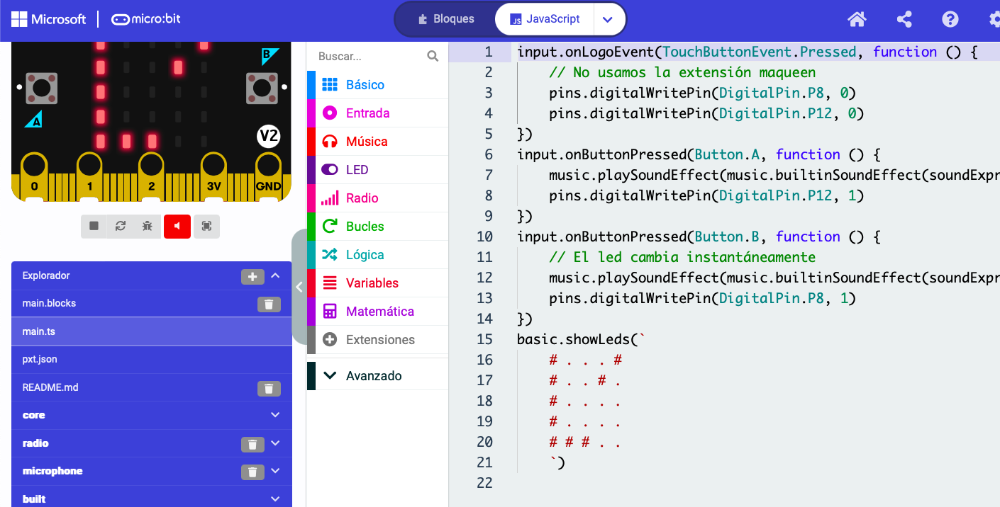 Microsoft micro:bit Bloques JavaScript
B
A
V2
0 1 2 3V GND
Explorador
main.blocks
main.ts
pxt.json
README.md
core
radio
microphone
built
Buscar...
Básico
Entrada
Música
LED
Radio
Bucles
Lógica
Variables
Matemática
Extensiones
Avanzado
1 input.onLogoEvent(TouchButtonEvent.Pressed, function () {
2 // No usamos la extensión maqueen
3 pins.digitalWritePin(DigitalPin.P8, 0)
4 pins.digitalWritePin(DigitalPin.P12, 0)
5 })
6 input.onButtonPressed(Button.A, function () {
7 music.playSoundEffect(music.builtinSoundEffect(soundExpr
8 pins.digitalWritePin(DigitalPin.P12, 1)
9 })
10 input.onButtonPressed(Button.B, function () {
11 // El led cambia instantáneamente
12 music.playSoundEffect(music.builtinSoundEffect(soundExpr
13 pins.digitalWritePin(DigitalPin.P8, 1)
14 })
15 basic.showLeds(`
16 # . . . #
17 # . . # .
18 # . . . .
19 # . . . .
20 # # # . .
21 `)
22